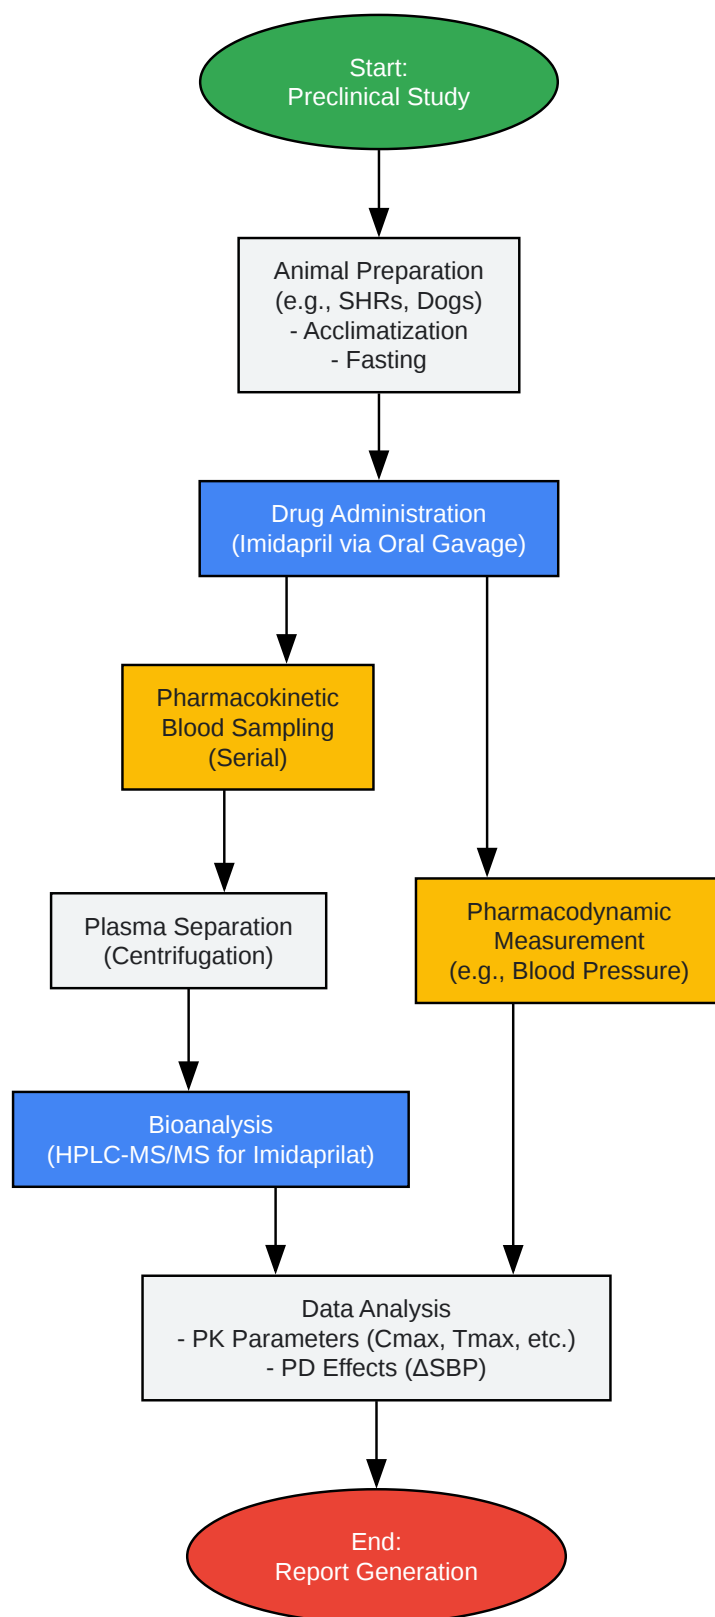 Start:
Preclinical Study
Animal Preparation
(e.g., SHRs, Dogs)
- Acclimatization
- Fasting
Drug Administration
(Imidapril via Oral Gavage)
Pharmacokinetic
Blood Sampling
(Serial)
Plasma Separation
(Centrifugation)
Pharmacodynamic
Measurement
(e.g., Blood Pressure)
Bioanalysis
(HPLC-MS/MS for Imidaprilat)
Data Analysis
- PK Parameters (Cmax, Tmax, etc.)
- PD Effects (ΔSBP)
End:
Report Generation